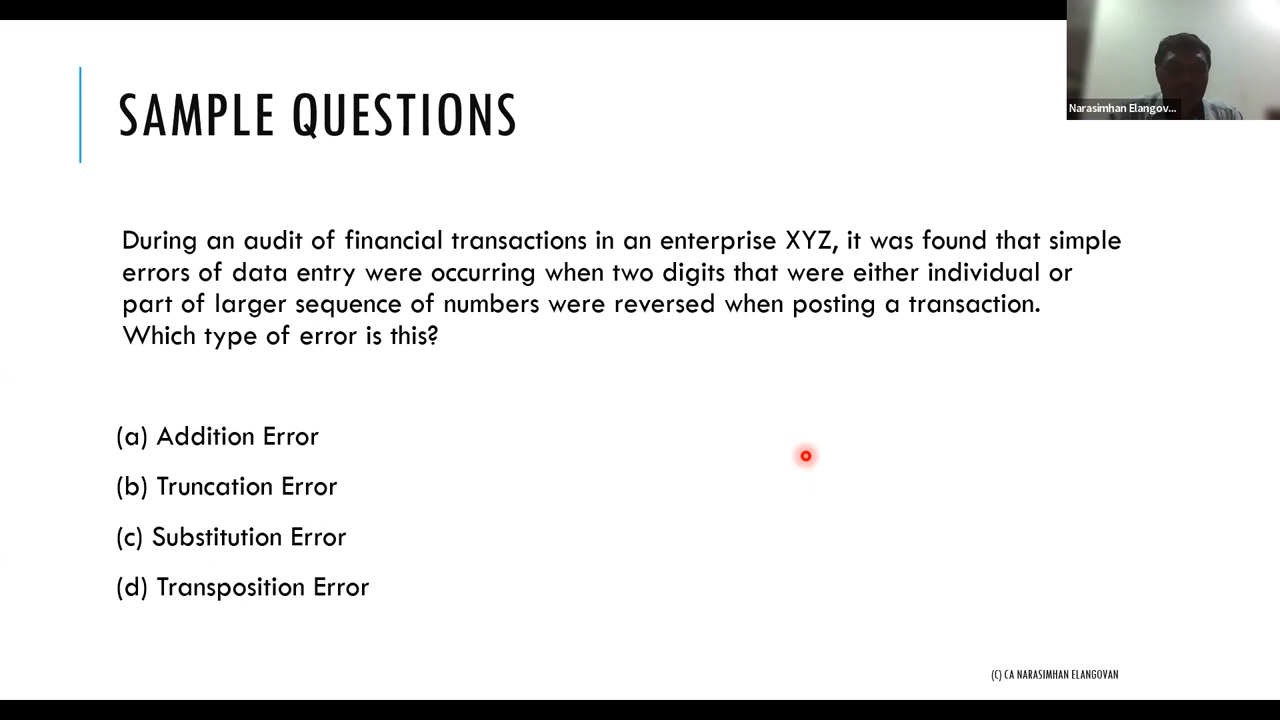 Narasimhan Elangov...
SAMPLE QUESTIONS
During an audit of financial transactions in an enterprise XYZ, it was found that simple
errors of data entry were occurring when two digits that were either individual or
part of larger sequence of numbers were reversed when posting a transaction.
Which type of error is this?
(a) Addition Error
(b) Truncation Error
(c) Substitution Error
(d) Transposition Error
(C) CA NARASIMHAN ELANGOVAN